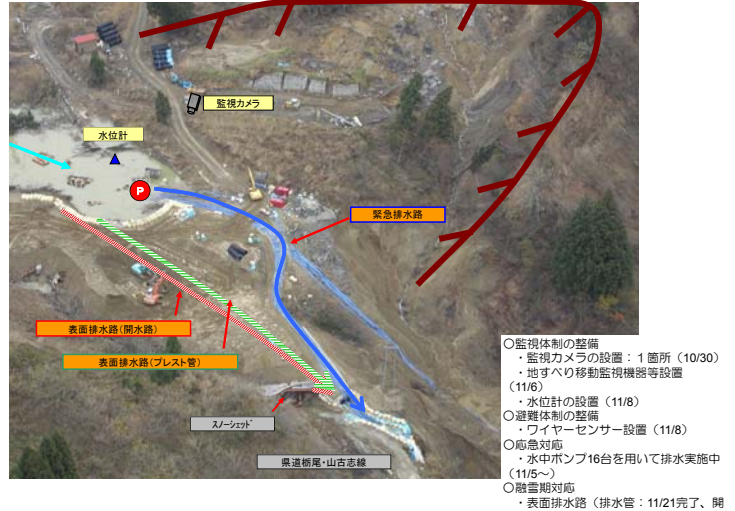 監視カメラ
水位計
P
緊急排水路
表面排水路(開水路)
表面排水路(プレスト管)
スノーシェッド
県道栃尾・山古志線
〇監視体制の整備
・監視カメラの設置：１箇所（10/30）
・地すべり移動監視機器等設置
（11/6）
・水位計の設置（11/8）
〇避難体制の整備
・ワイヤーセンサー設置（11/8）
〇応急対応
・水中ポンプ16台を用いて排水実施中
（11/5～）
〇融雪期対応
・表面排水路（排水管：11/21完了、開